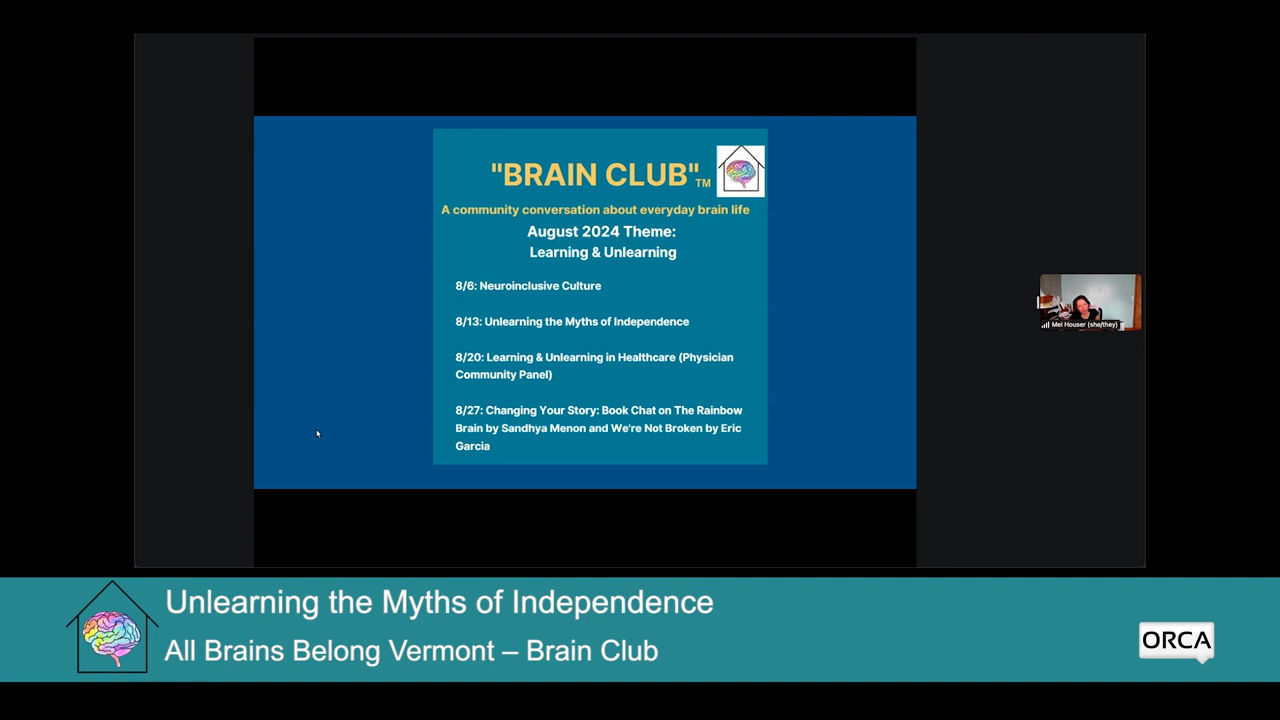 "BRAIN CLUB"TM
A community conversation about everyday brain life
August 2024 Theme:
Learning & Unlearning
8/6: Neuroinclusive Culture
8/13: Unlearning the Myths of Independence
8/20: Learning & Unlearning in Healthcare (Physician
Community Panel)
8/27: Changing Your Story: Book Chat on The Rainbow
Brain by Sandhya Menon and We're Not Broken by Eric
Garcia
Mel Houser (she/they)
Unlearning the Myths of Independence
All Brains Belong Vermont – Brain Club
ORCA